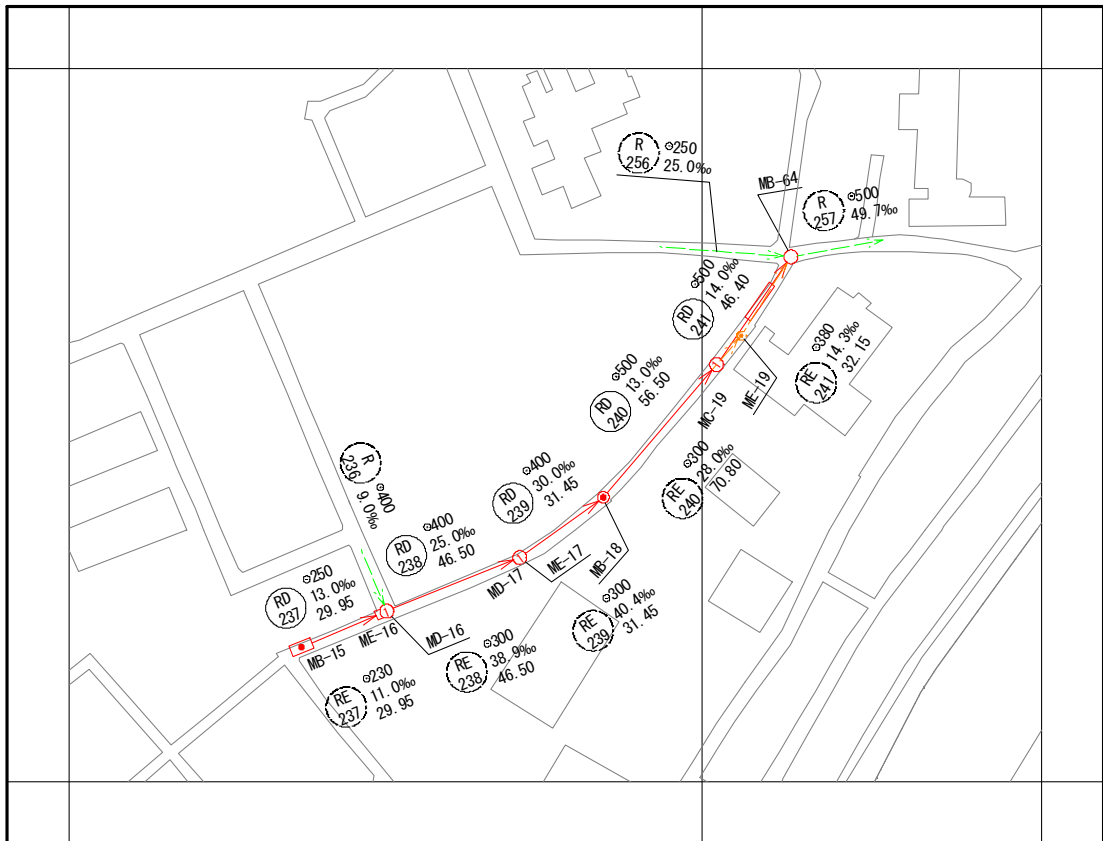 R
256
⊙250
25.0‰
MB-64
R
257
⊙500
49.7‰
RD
241
⊙500
14.0‰
46.40
RE
241
⊙380
14.3‰
32.15
ME-19
MC-19
RD
240
⊙500
13.0‰
56.50
RE
240
⊙300
28.0‰
70.80
R
236
⊙400
9.0‰
RD
239
⊙400
30.0‰
31.45
RD
238
⊙400
25.0‰
46.50
ME-17
MD-17
MB-18
RE
239
⊙300
40.4‰
31.45
RD
237
⊙250
13.0‰
29.95
MB-15
ME-16
MD-16
RE
238
⊙300
38.9‰
46.50
RE
237
⊙230
11.0‰
29.95